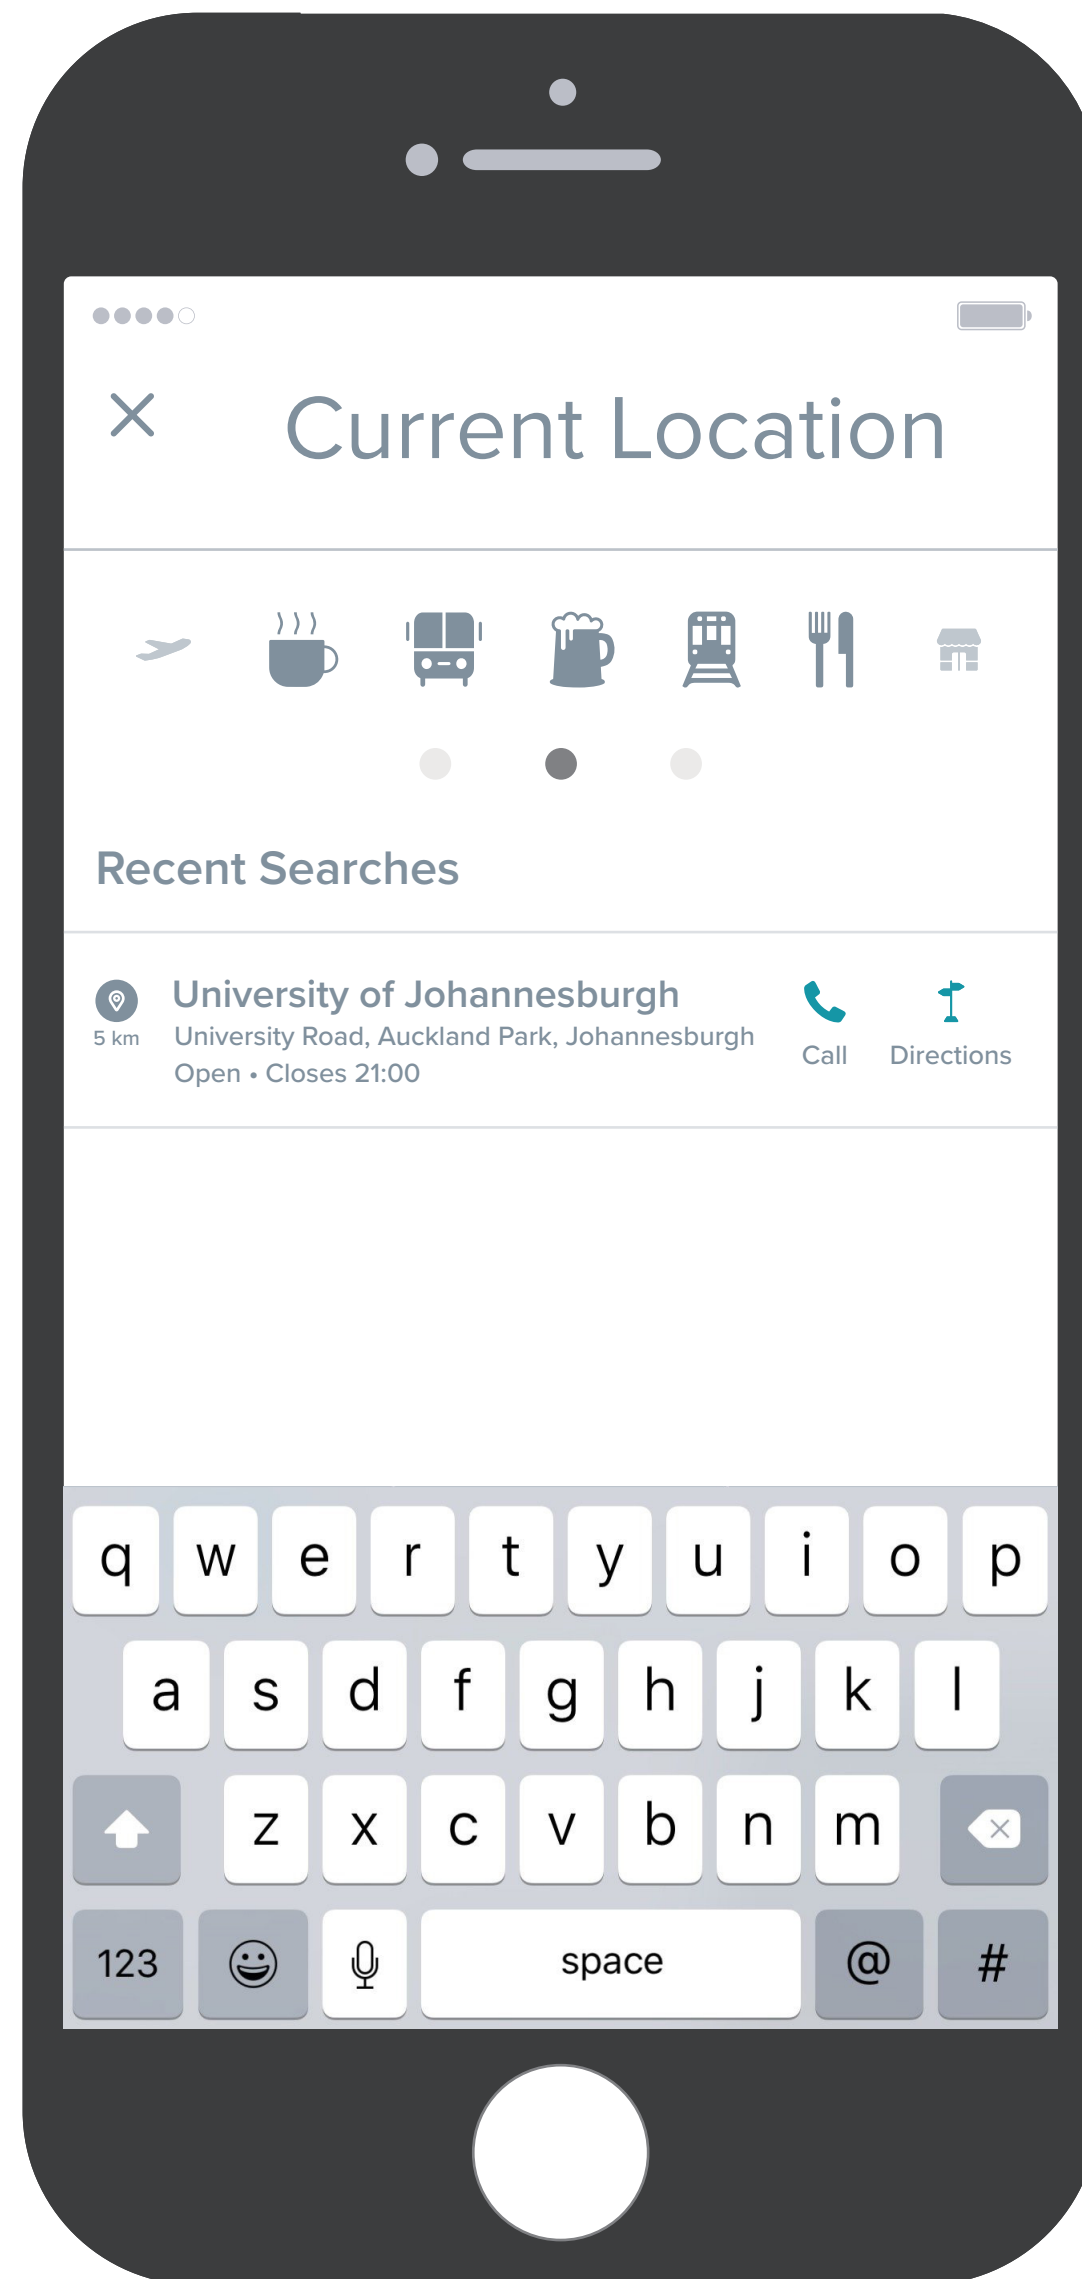 Current Location
Recent Searches
University of Johannesburgh
5 km
University Road, Auckland Park, Johannesburgh
Open • Closes 21:00
Call Directions
q w e r t y u i o p
a s d f g h j k l
z x c v b n m
123 space @ #